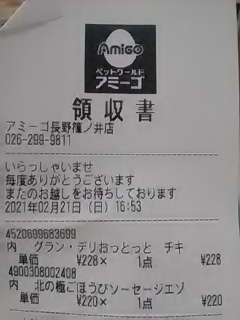 Amigo
ペットワールド
アミーゴ
領収書
アミーゴ長野篠ノ井店
026-299-9811
いらっしゃいませ
毎度ありがとうございます
またのお越しをお待ちしております
2021年02月21日(日) 16:53
4520699683699
内 グラン・デリおっとっと チキ
単価 ¥228× 1点 ¥228
4900308002408
内 北の極ごほうびソーセージエゾ
単価 ¥220× 1点 ¥220